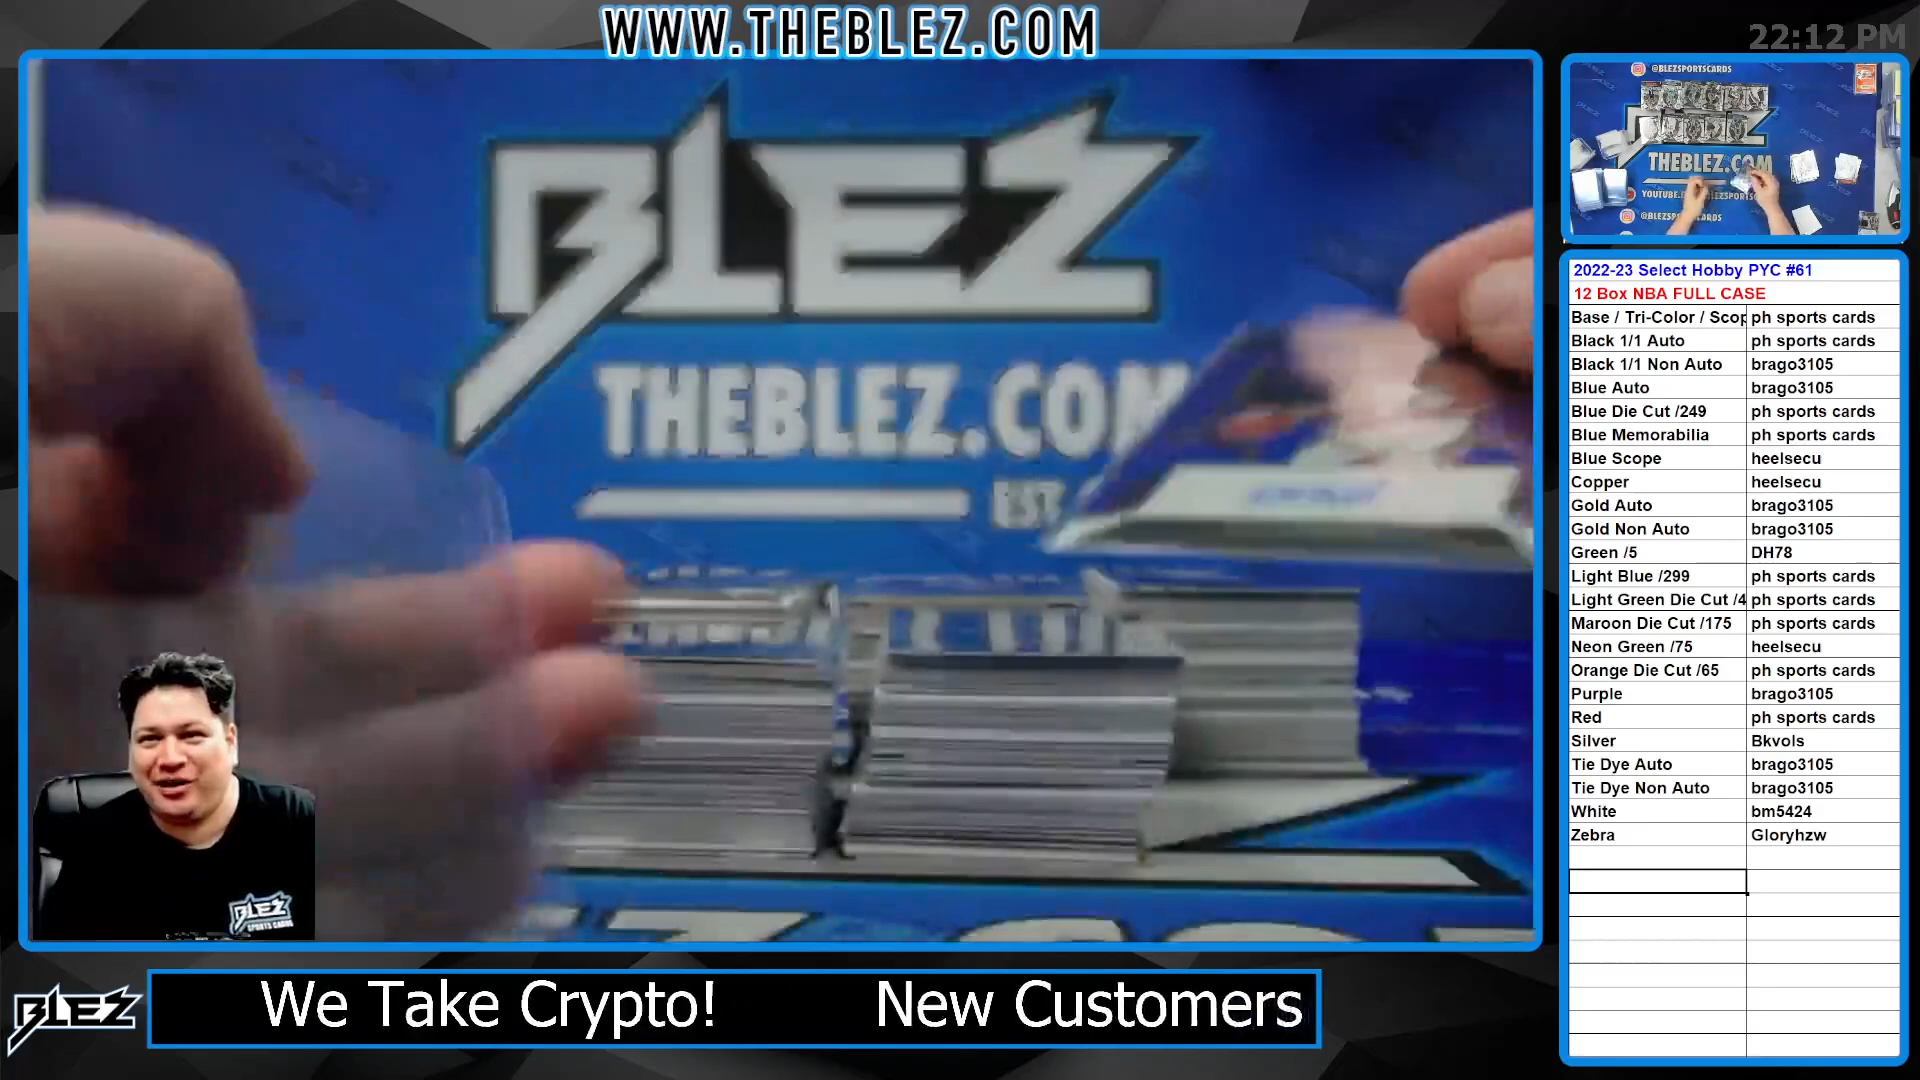 WWW.THEBLEZ.COM
22:12 PM
BLEZ
THEBLEZ.COM
EST
@BLEZSPORTSCARDS
THEBLEZ.COM
@BLEZSPORTSCARDS
2022-23 Select Hobby PYC #61
12 Box NBA FULL CASE
Base / Tri-Color / Scop ph sports cards
Black 1/1 Auto ph sports cards
Black 1/1 Non Auto brago3105
Blue Auto brago3105
Blue Die Cut /249 ph sports cards
Blue Memorabilia ph sports cards
Blue Scope heelsecu
Copper heelsecu
Gold Auto brago3105
Gold Non Auto brago3105
Green /5 DH78
Light Blue /299 ph sports cards
Light Green Die Cut /4 ph sports cards
Maroon Die Cut /175 ph sports cards
Neon Green /75 heelsecu
Orange Die Cut /65 ph sports cards
Purple brago3105
Red ph sports cards
Silver Bkvols
Tie Dye Auto brago3105
Tie Dye Non Auto brago3105
White bm5424
Zebra Gloryhzw
BLEZ
SPORTS CARDS
BLEZ
We Take Crypto! New Customers